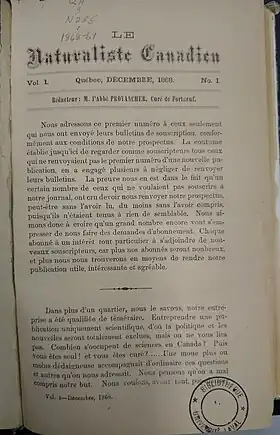 QH
1
N285
1868-69
LE
Naturaliste Canadien
Vol. I. Québec, DÉCEMBRE, 1868. No. 1.
Rédacteur: M. l'Abbé PROVANCHER, Curé de Portneuf.
Nous adressons ce premier numéro à ceux seulement
qui nous ont envoyé leurs bulletins de souscription, confor-
mément aux conditions de notre prospectus. La coutume
établie jusqu'ici de regarder comme souscripteurs tous ceux
qui ne renvoyaient pas le premier numéro d'une nouvelle pu-
blication, en a engagé plusieurs à négliger de renvoyer
leurs bulletins. La preuve nous en est dans le fait qu'un
certain nombre de ceux qui ne voulaient pas souscrire à
notre journal, ont cru devoir nous renvoyer notre prospectus,
peut-être sans l'avoir lu, du moins sans l'avoir compris,
puisqu'ils n'étaient tenus à rien de semblable. Nous ai-
mons donc à croire qu'un grand nombre encore vont s'em-
presser de nous faire des demandes d'abonnement. Chaque
abonné a un intérêt tout particulier à s'adjoindre de nou-
veaux souscripteurs, car plus nos abonnés seront nombreux,
et plus nous nous trouverons en moyens de rendre notre
publication utile, intéressante et agréable.
Dans plus d'un quartier, nous le savons, notre entre-
prise a été qualifiée de téméraire. Entreprendre une pu-
blication uniquement scientifique, d'où la politique et les
nouvelles seront totalement exclues, mais on ne vous lira
pas. Combien s'occupent de sciences en Canada? Puis
vous êtes seul! et vous êtes curé?..... Une moue plus ou
moins dédaigneuse accompagnait d'ordinaire ces questions
et autres qu'on nous adressait. Nous pensons qu'on a mal
compris notre but. Nous voulons, avant tout,
Vol. I—Décembre, 1868.
BIBLIOTHÈQUE